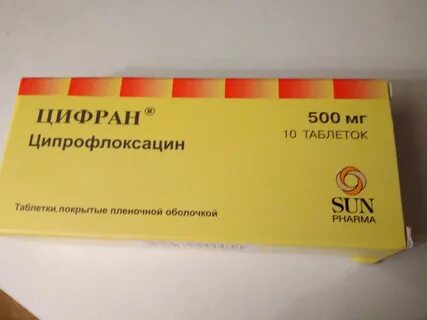 ЦИФРАН®
500 мг
10 ТАБЛЕТОК
Ципрофлоксацин
SUN
PHARMA
Таблетки, покрытые пленочной оболочкой